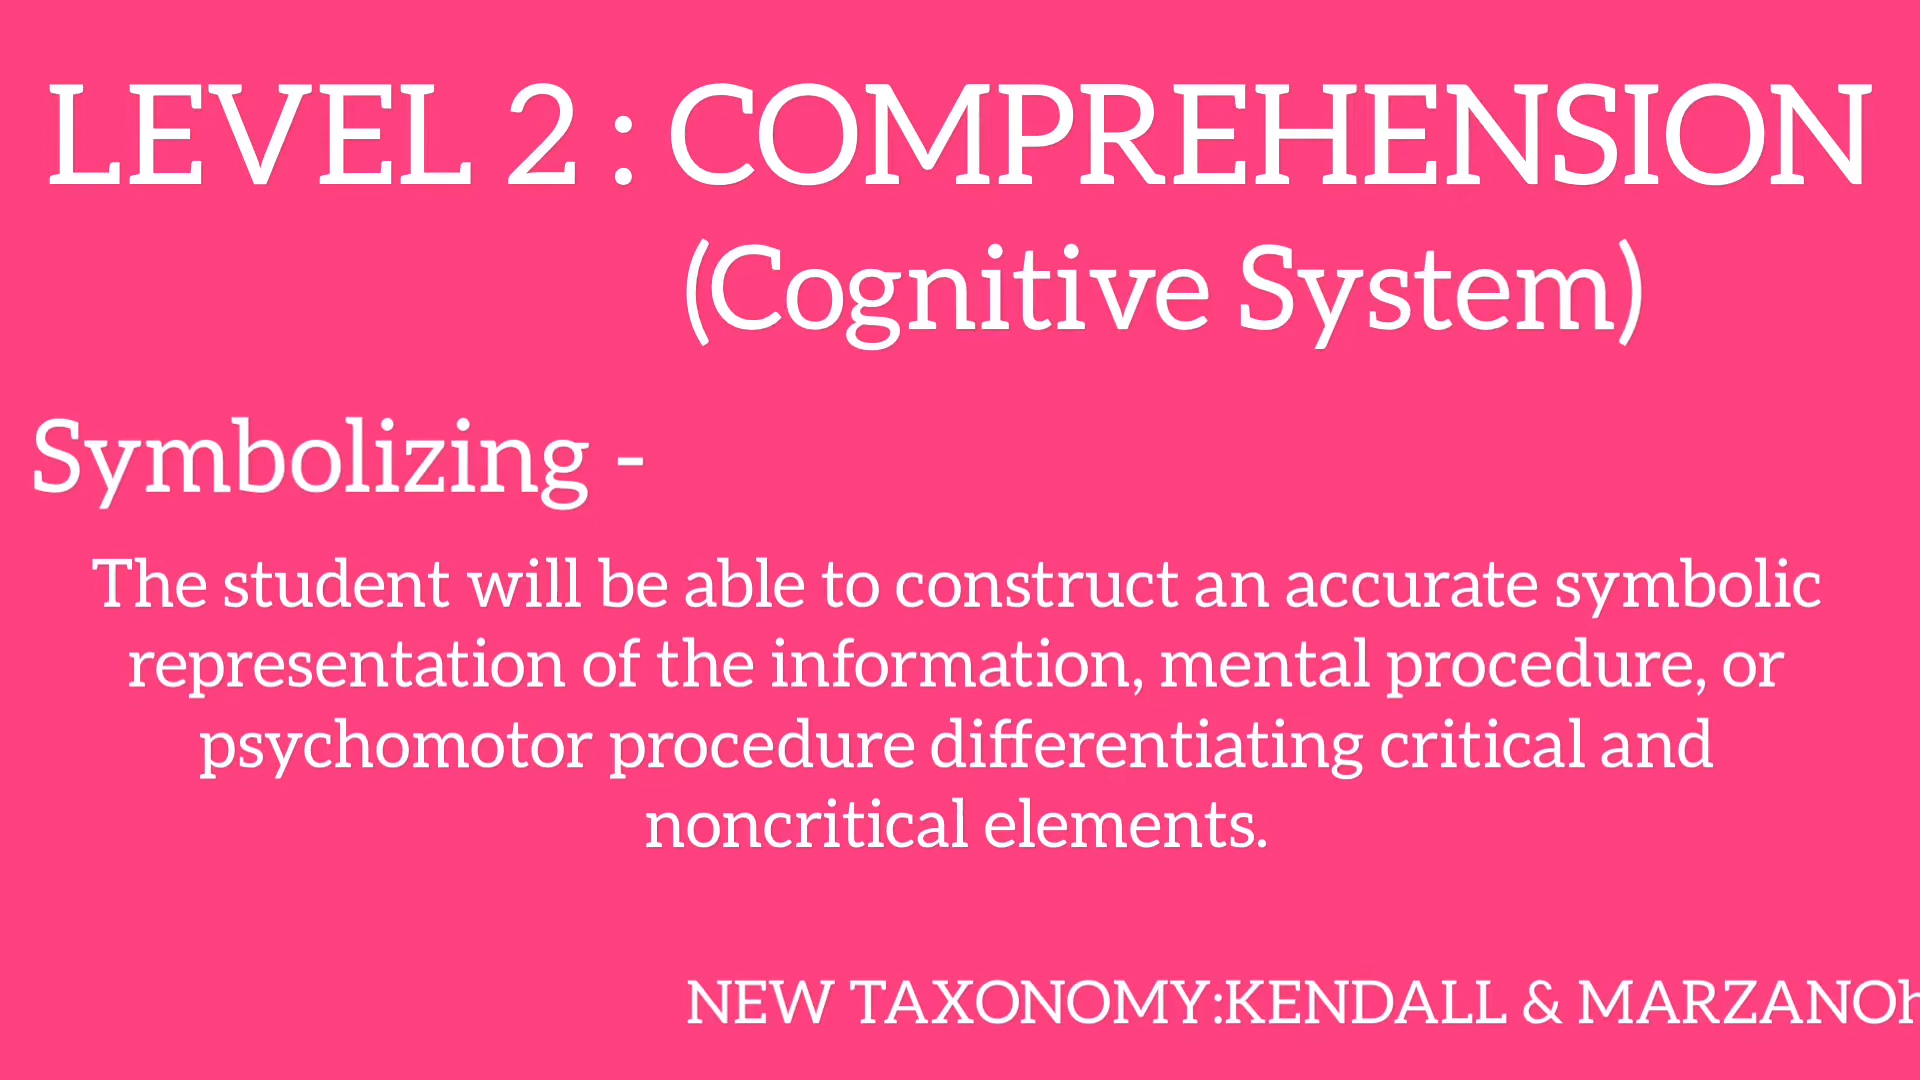 LEVEL 2 : COMPREHENSION
(Cognitive System)
Symbolizing -
The student will be able to construct an accurate symbolic
representation of the information, mental procedure, or
psychomotor procedure differentiating critical and
noncritical elements.
NEW TAXONOMY:KENDALL & MARZANOh